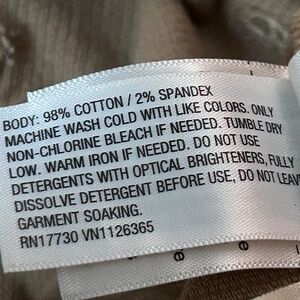 BODY: 98% COTTON / 2% SPANDEX
MACHINE WASH COLD WITH LIKE COLORS. ONLY
NON-CHLORINE BLEACH IF NEEDED. TUMBLE DRY
LOW. WARM IRON IF NEEDED. DO NOT USE
DETERGENTS WITH OPTICAL BRIGHTENERS, FULLY
DISSOLVE DETERGENT BEFORE USE, DO NOT LEAVE
GARMENT SOAKING.
RN17730 VN1126365